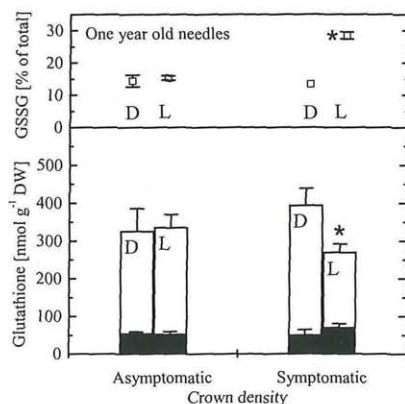 GSSG [% of total]
30
20
10
0
One year old needles
*
D L D L
Glutathione [nmol g⁻¹ DW]
500
400
300
200
100
0
D L D L
*
Asymptomatic Symptomatic
Crown density